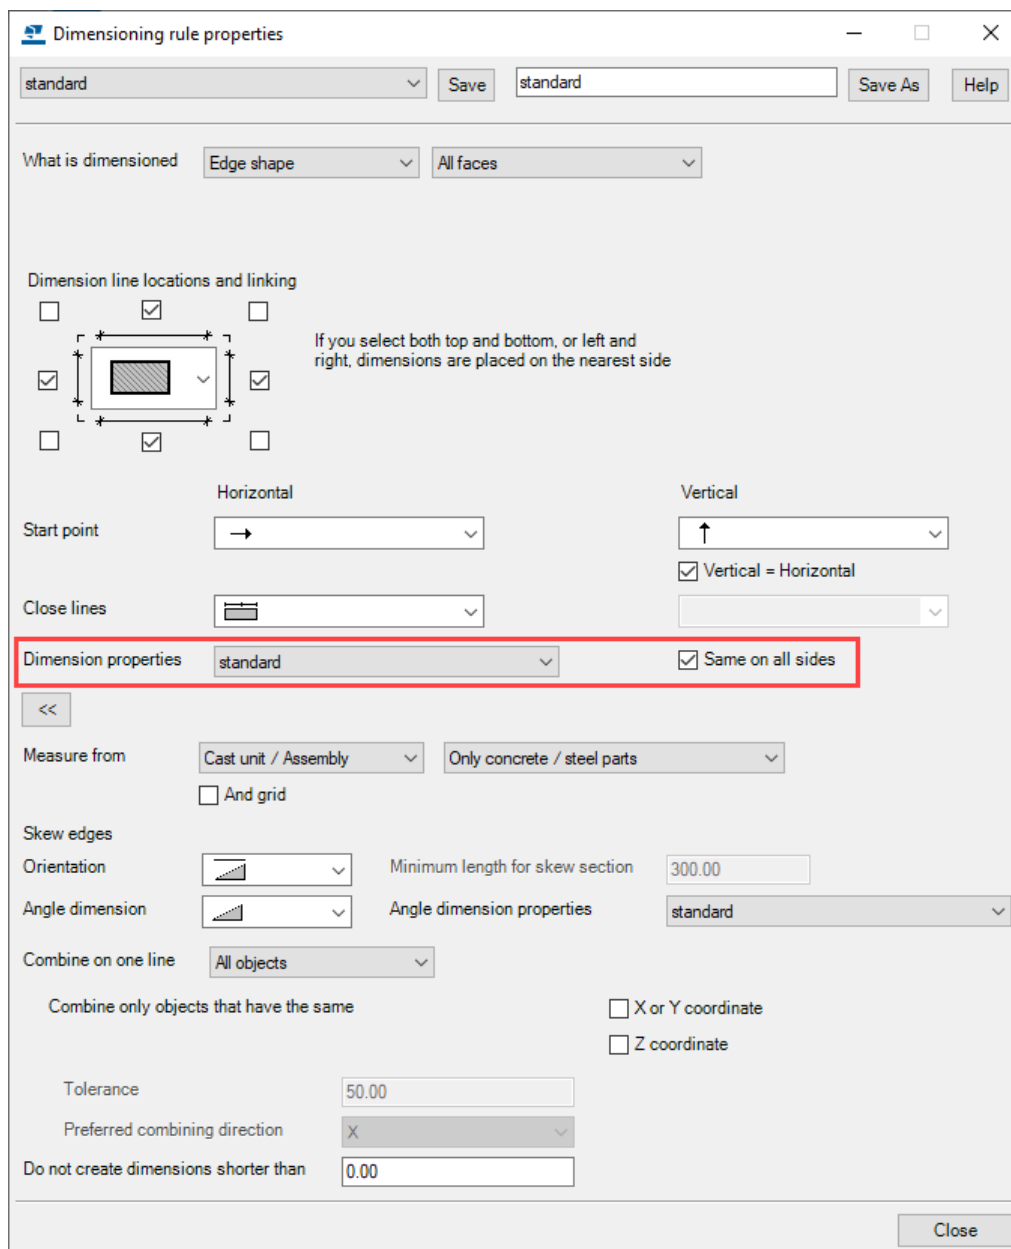 Dimensioning rule properties
standard Save standard Save As Help
What is dimensioned Edge shape All faces
Dimension line locations and linking
If you select both top and bottom, or left and
right, dimensions are placed on the nearest side
Horizontal Vertical
Start point
Vertical = Horizontal
Close lines
Dimension properties standard Same on all sides
<<
Measure from Cast unit / Assembly Only concrete / steel parts
And grid
Skew edges
Orientation Minimum length for skew section 300.00
Angle dimension Angle dimension properties standard
Combine on one line All objects
Combine only objects that have the same X or Y coordinate
Z coordinate
Tolerance 50.00
Preferred combining direction X
Do not create dimensions shorter than 0.00
Close